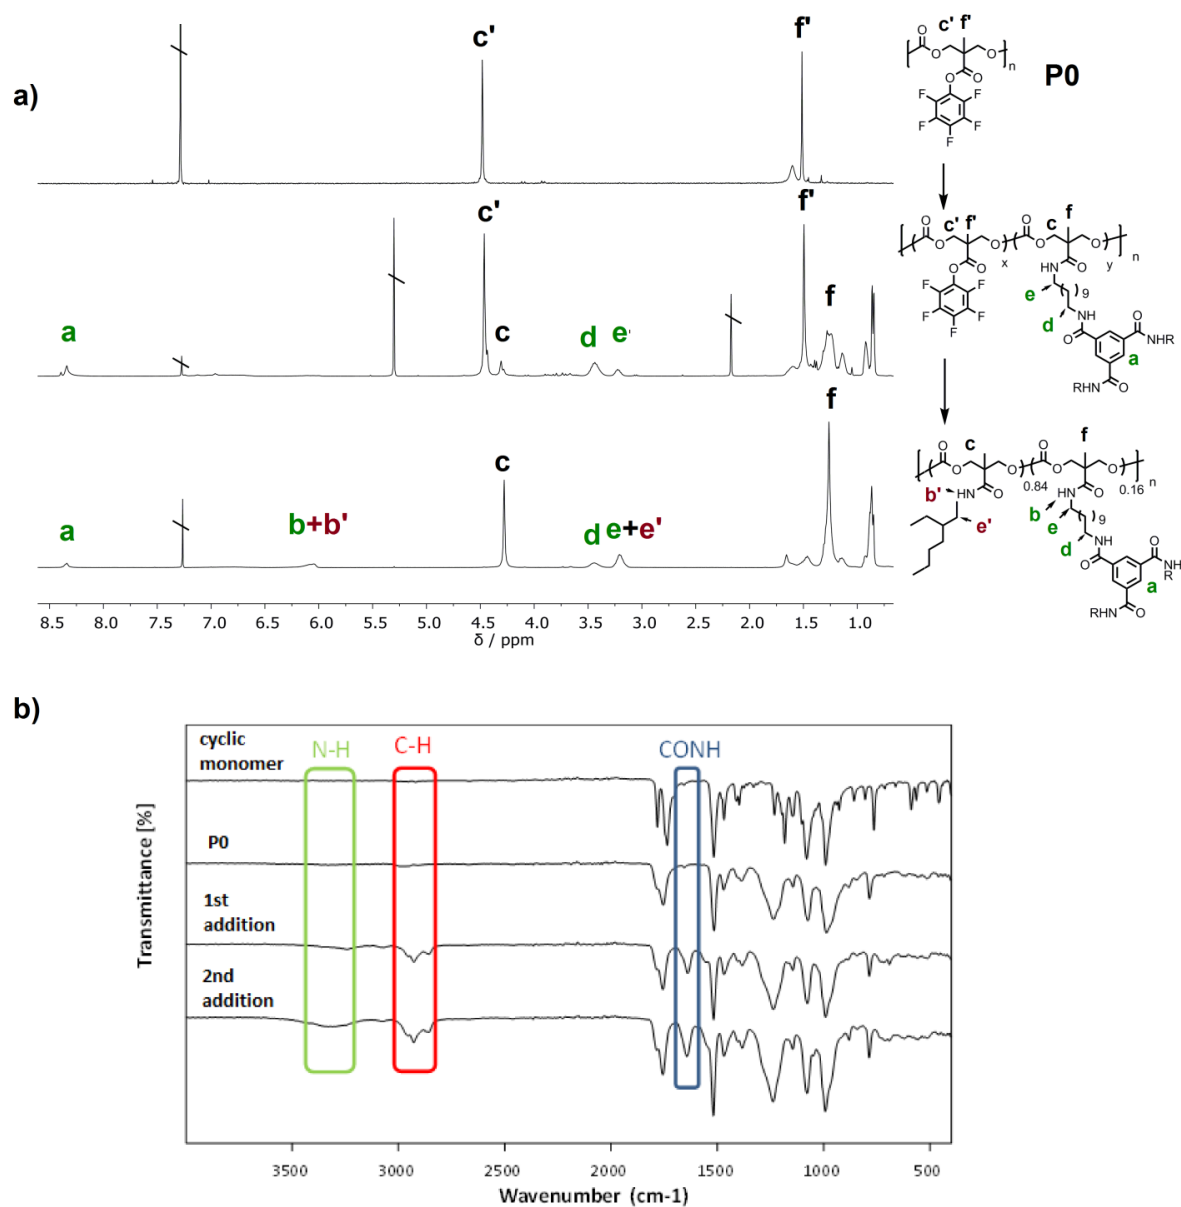 a)
c'
f'
c' f'
O
O
O
n
O
O
F
F
F
F
F
P0
c'
f'
a
c
d
e'
f
c' f'
c
f
O
O
O
x
O
O
O
y
n
O
O
F
F
F
F
F
HN
O
e
9
d
NH
O
O
NHR
a
RHN
O
a
b+b'
c
d
e+e'
f
c
f
O
O
O
0.84
O
O
O
0.16
n
b'
HN
O
e'
b
HN
O
e
9
d
NH
O
O
NH
R
a
RHN
O
8.5 8.0 7.5 7.0 6.5 6.0 5.5 5.0 4.5 4.0 3.5 3.0 2.5 2.0 1.5 1.0
δ / ppm
b)
cyclic
monomer
N-H
C-H
CONH
P0
1st
addition
2nd
addition
Transmittance [%]
3500 3000 2500 2000 1500 1000 500
Wavenumber (cm-1)